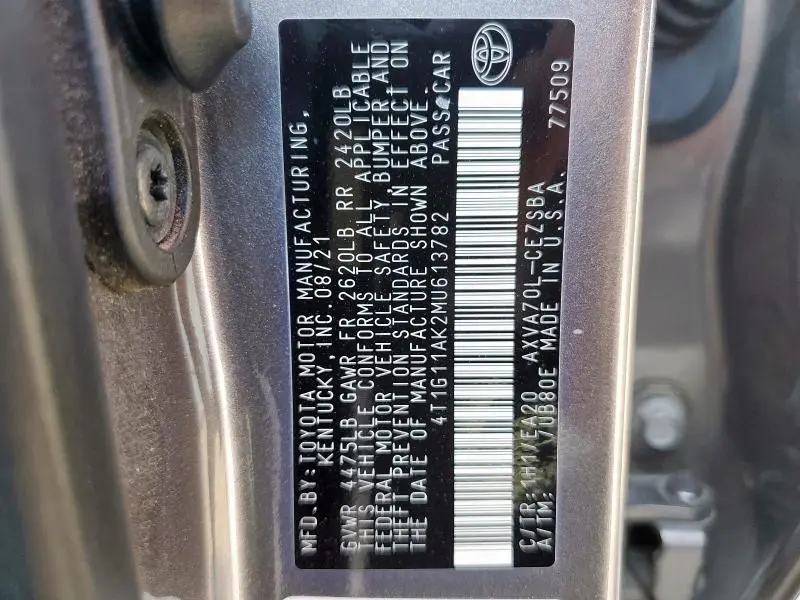 MFD.BY: TOYOTA MOTOR MANUFACTURING,
KENTUCKY, INC. 08/21
GVWR 4475LB GAWR FR 2620LB RR 2420LB
THIS VEHICLE CONFORMS TO ALL APPLICABLE
FEDERAL MOTOR VEHICLE SAFETY, BUMPER AND
THEFT PREVENTION STANDARDS IN EFFECT ON
THE DATE OF MANUFACTURE SHOWN ABOVE.
4T1G11AK2MU613782 PASS CAR
C/TR: 1H1/EA20 AXVA70L-CEZSBA 77509
A/TM: /UB80E MADE IN U.S.A.